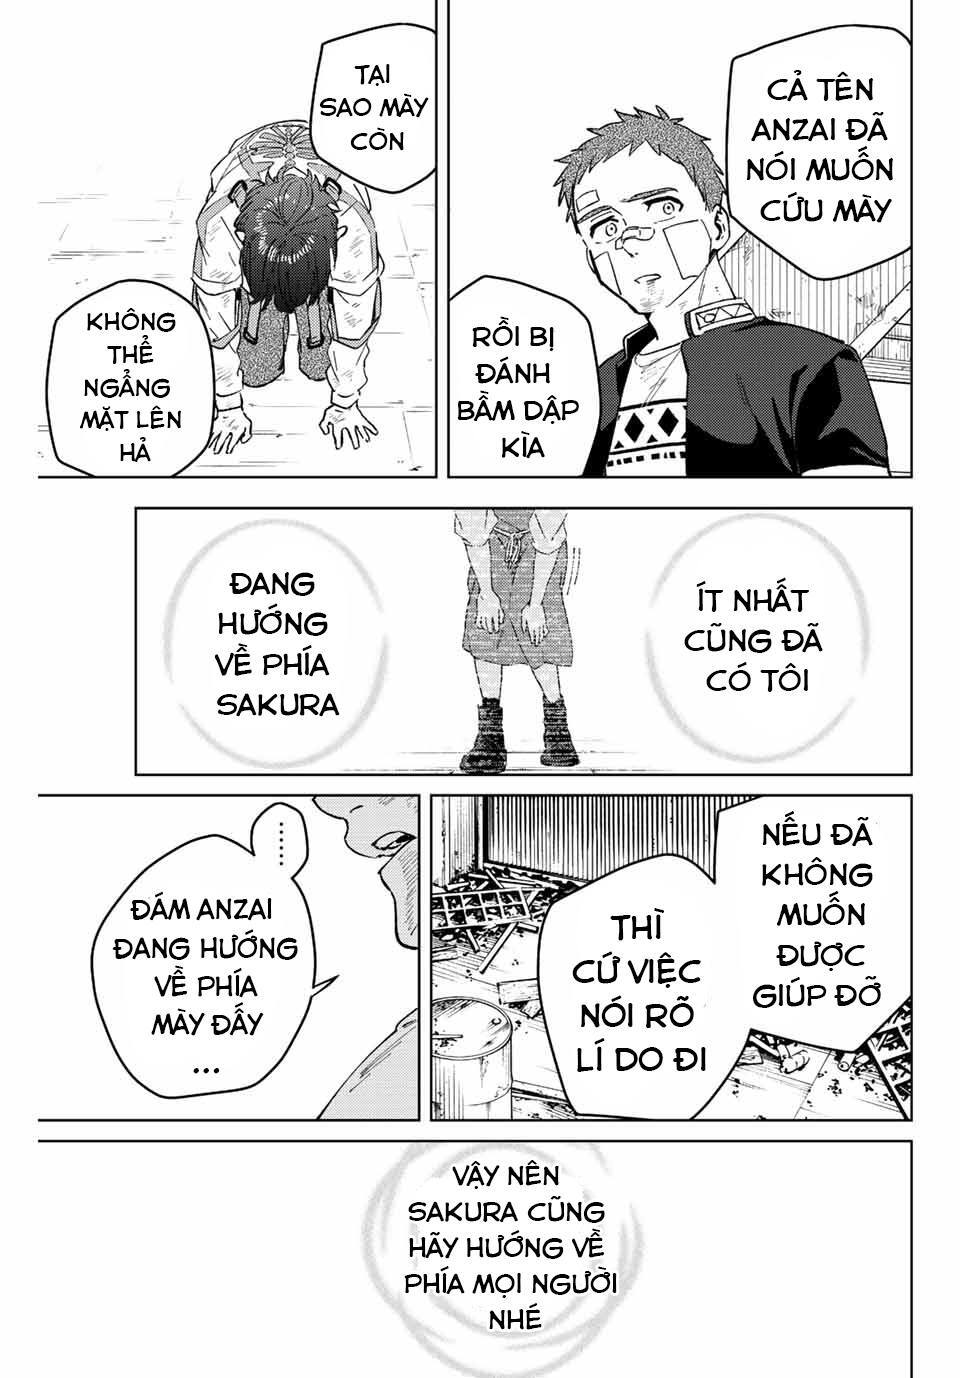 CẢ TÊN
ANZAI ĐÃ
NÓI MUỐN
CỨU MÀY
RỒI BỊ
ĐÁNH
BẦM DẬP
KÌA
TẠI
SAO MÀY
CÒN
KHÔNG
THỂ
NGẨNG
MẶT LÊN
HẢ
ÍT NHẤT
CŨNG ĐÃ
CÓ TÔI
ĐANG
HƯỚNG
VỀ PHÍA
SAKURA
NẾU ĐÃ
KHÔNG
MUỐN
ĐƯỢC
GIÚP ĐỠ
THÌ
CỨ VIỆC
NÓI RÕ
LÍ DO ĐI
......
ĐÁM ANZAI
ĐANG HƯỚNG
VỀ PHÍA
MÀY ĐẤY
...
VẬY NÊN
SAKURA CŨNG
HÃY HƯỚNG VỀ
PHÍA MỌI NGƯỜI
NHÉ